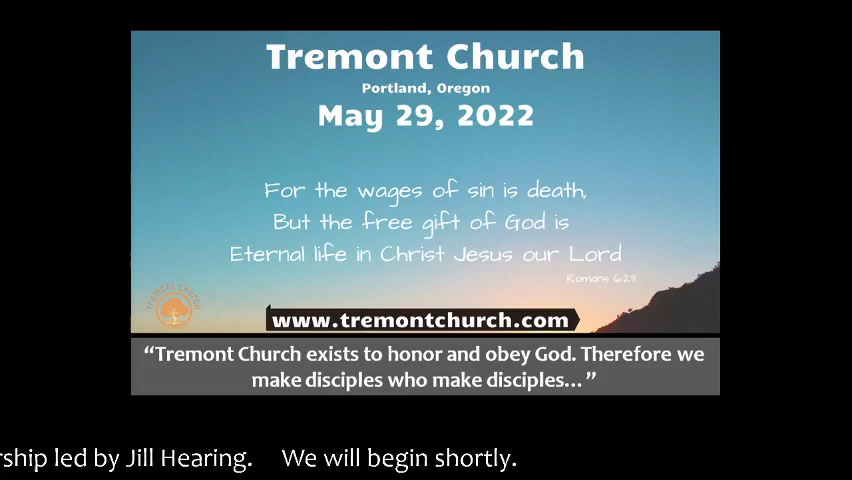 Tremont Church
Portland, Oregon
May 29, 2022
For the wages of sin is death,
But the free gift of God is
Eternal life in Christ Jesus our Lord
Romans 6:23
TREMONT CHURCH
www.tremontchurch.com
“Tremont Church exists to honor and obey God. Therefore we
make disciples who make disciples…”
rship led by Jill Hearing. We will begin shortly.